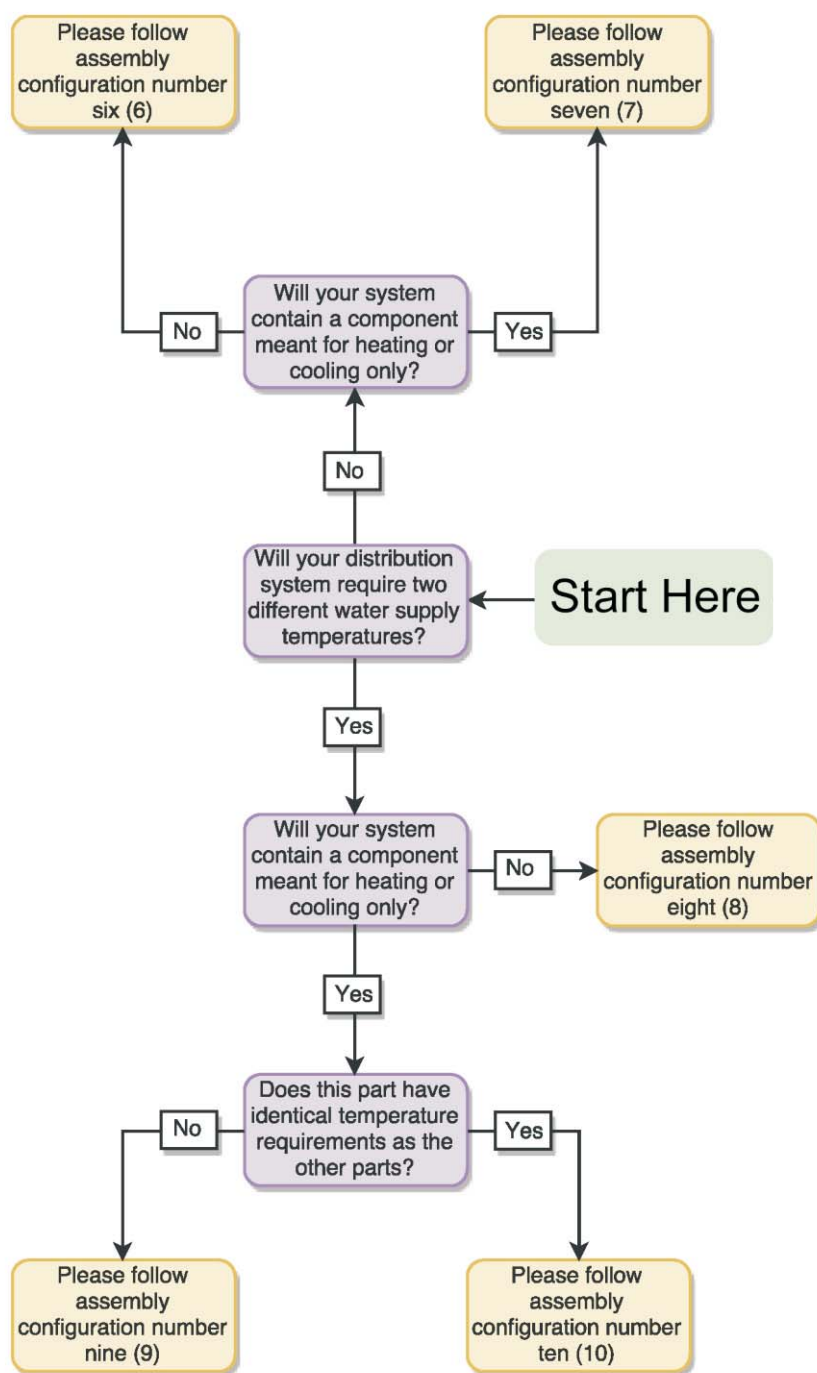 Please follow
assembly
configuration number
six (6)
Please follow
assembly
configuration number
seven (7)
Will your system
contain a component
meant for heating or
cooling only?
No
Yes
No
Will your distribution
system require two
different water supply
temperatures?
Start Here
Yes
Will your system
contain a component
meant for heating or
cooling only?
No
Please follow
assembly
configuration number
eight (8)
Yes
Does this part have
identical temperature
requirements as the
other parts?
No
Yes
Please follow
assembly
configuration number
nine (9)
Please follow
assembly
configuration number
ten (10)